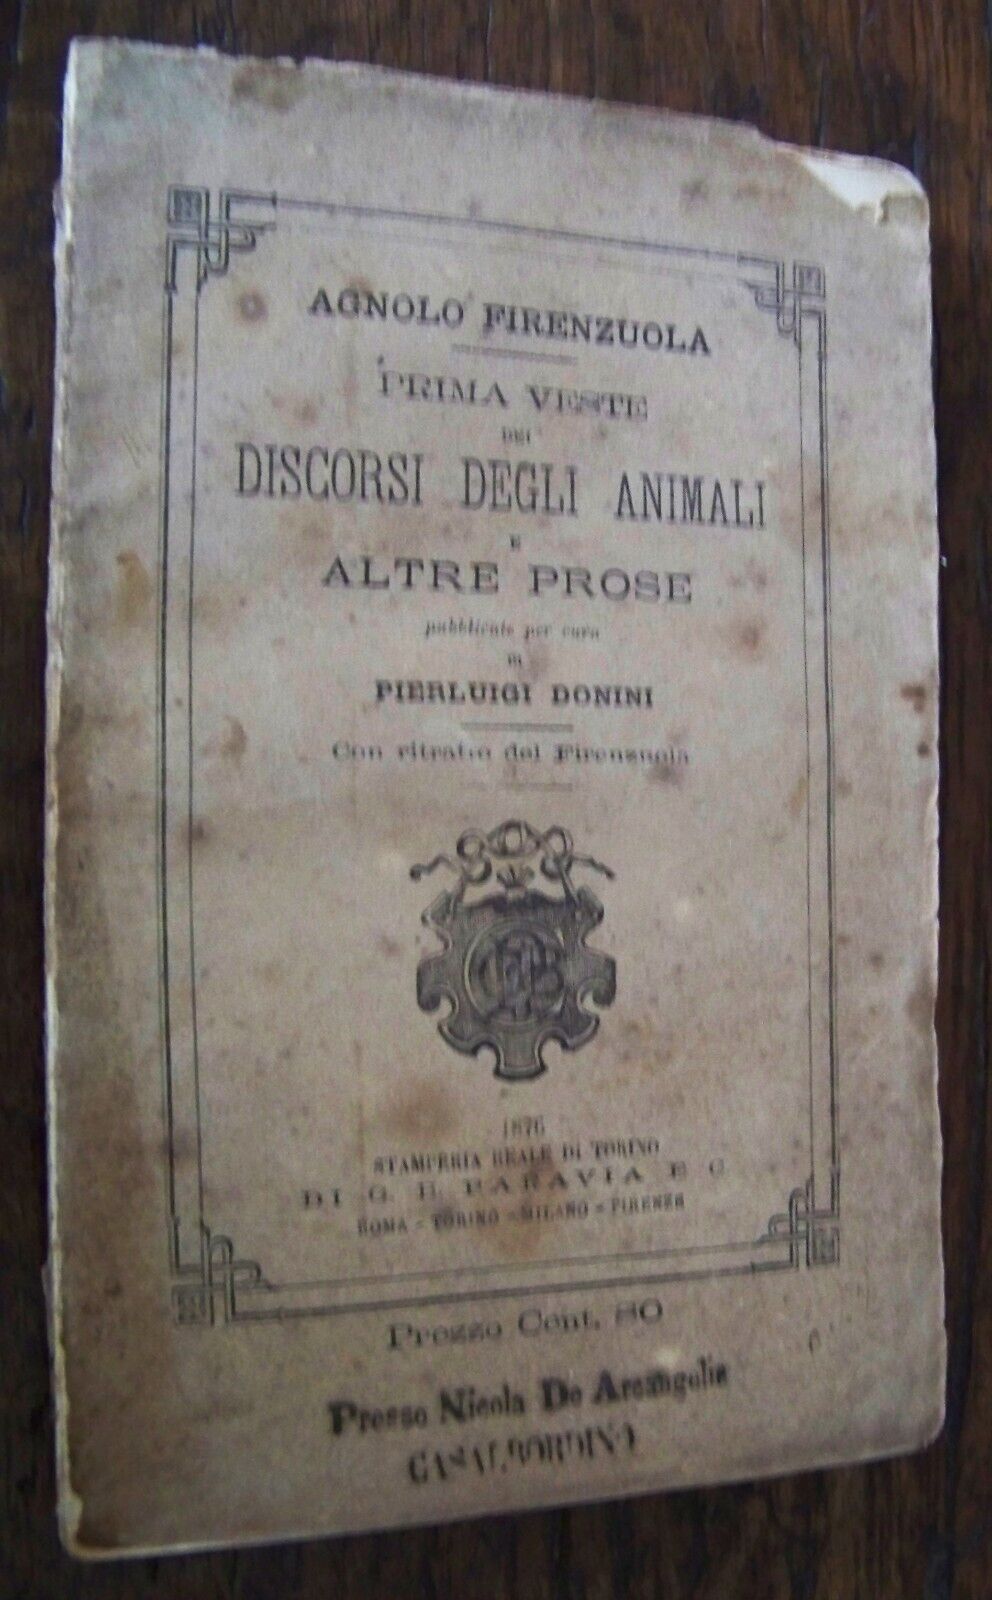 AGNOLO FIRENZUOLA
PRIMA VESTE
DEI
DISCORSI DEGLI ANIMALI
E
ALTRE PROSE
pubblicate per cura
DI
PIERLUIGI DONINI
Con ritratto del Firenzuola
1876
STAMPERIA REALE DI TORINO
DI G. B. PARAVIA E C.
ROMA = TORINO = MILANO = FIRENZE
Prezzo Cent. 80
Presso Nicola De Arcangelis
CASALBORDINO